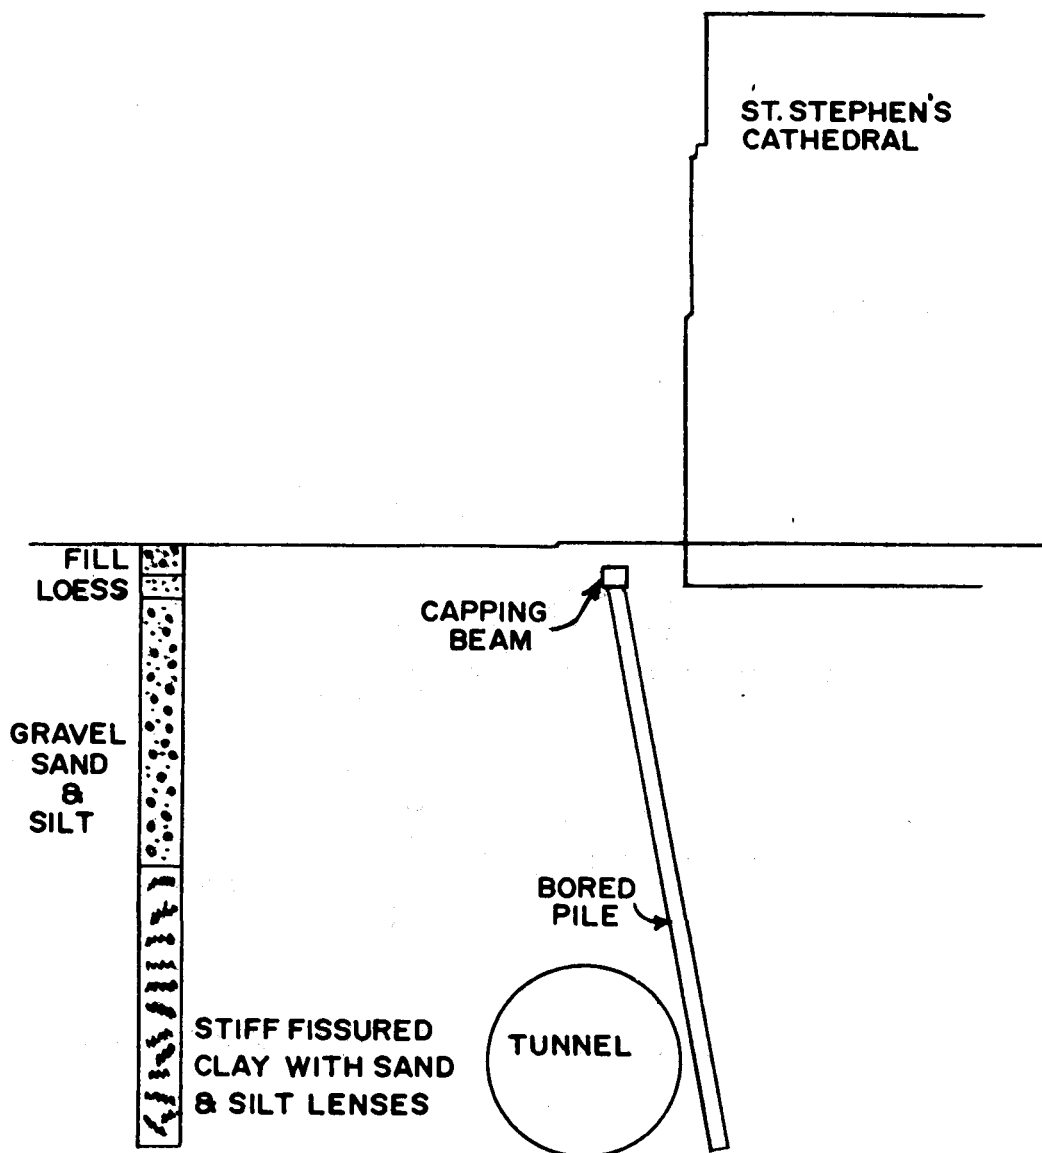 ST. STEPHEN'S
CATHEDRAL
FILL
LOESS
CAPPING
BEAM
GRAVEL
SAND
&
SILT
BORED
PILE
STIFF FISSURED
CLAY WITH SAND
& SILT LENSES
TUNNEL